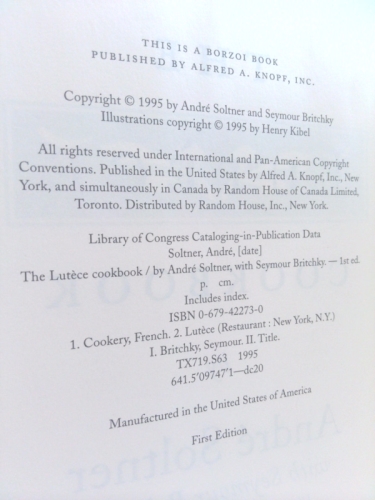 THIS IS A BORZOI BOOK
PUBLISHED BY ALFRED A. KNOPF, INC.
Copyright © 1995 by André Soltner and Seymour Britchky
Illustrations copyright © 1995 by Henry Kibel
All rights reserved under International and Pan-American Copyright
Conventions. Published in the United States by Alfred A. Knopf, Inc., New
York, and simultaneously in Canada by Random House of Canada Limited,
Toronto. Distributed by Random House, Inc., New York.
Library of Congress Cataloging-in-Publication Data
Soltner, André, [date]
The Lutèce cookbook / by André Soltner, with Seymour Britchky. — 1st ed.
p. cm.
Includes index.
ISBN 0-679-42273-0
1. Cookery, French. 2. Lutèce (Restaurant : New York, N.Y.)
I. Britchky, Seymour. II. Title.
TX719.S63 1995
641.5'09747'1—dc20
Manufactured in the United States of America
First Edition